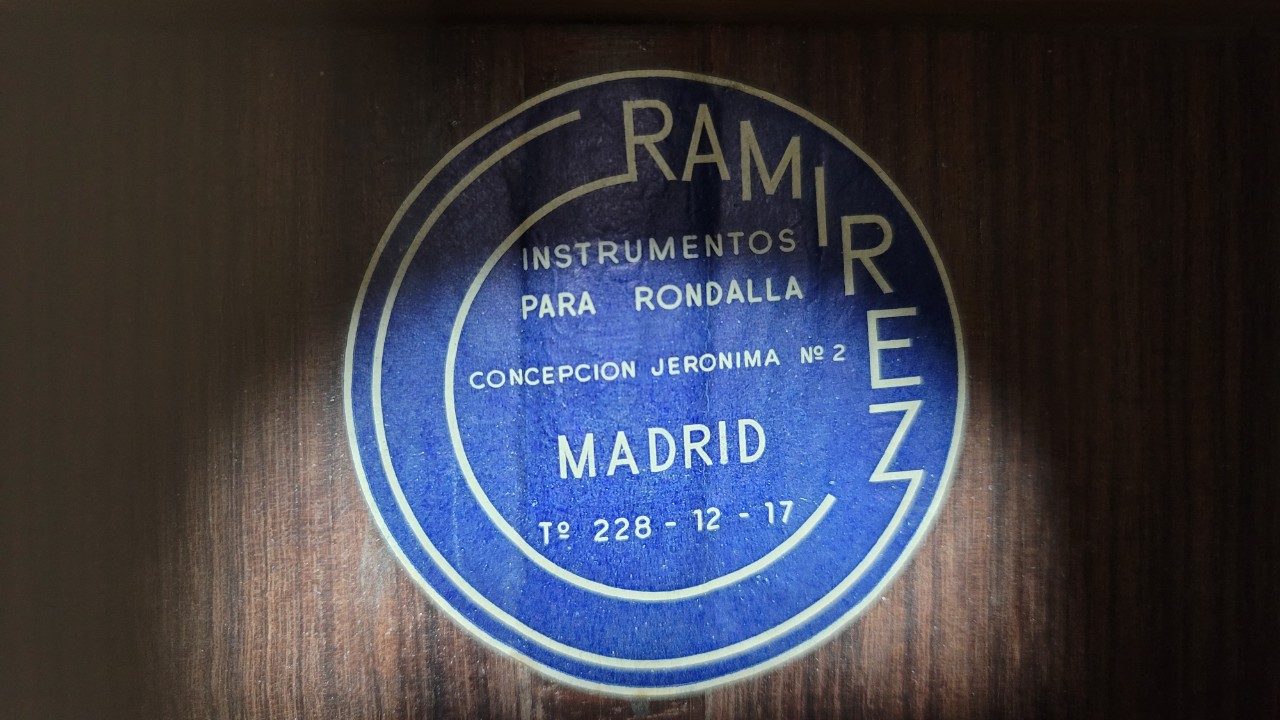 RAMIREZ
INSTRUMENTOS
PARA RONDALLA
CONCEPCION JERONIMA Nº 2
MADRID
Tº 228 - 12 - 17